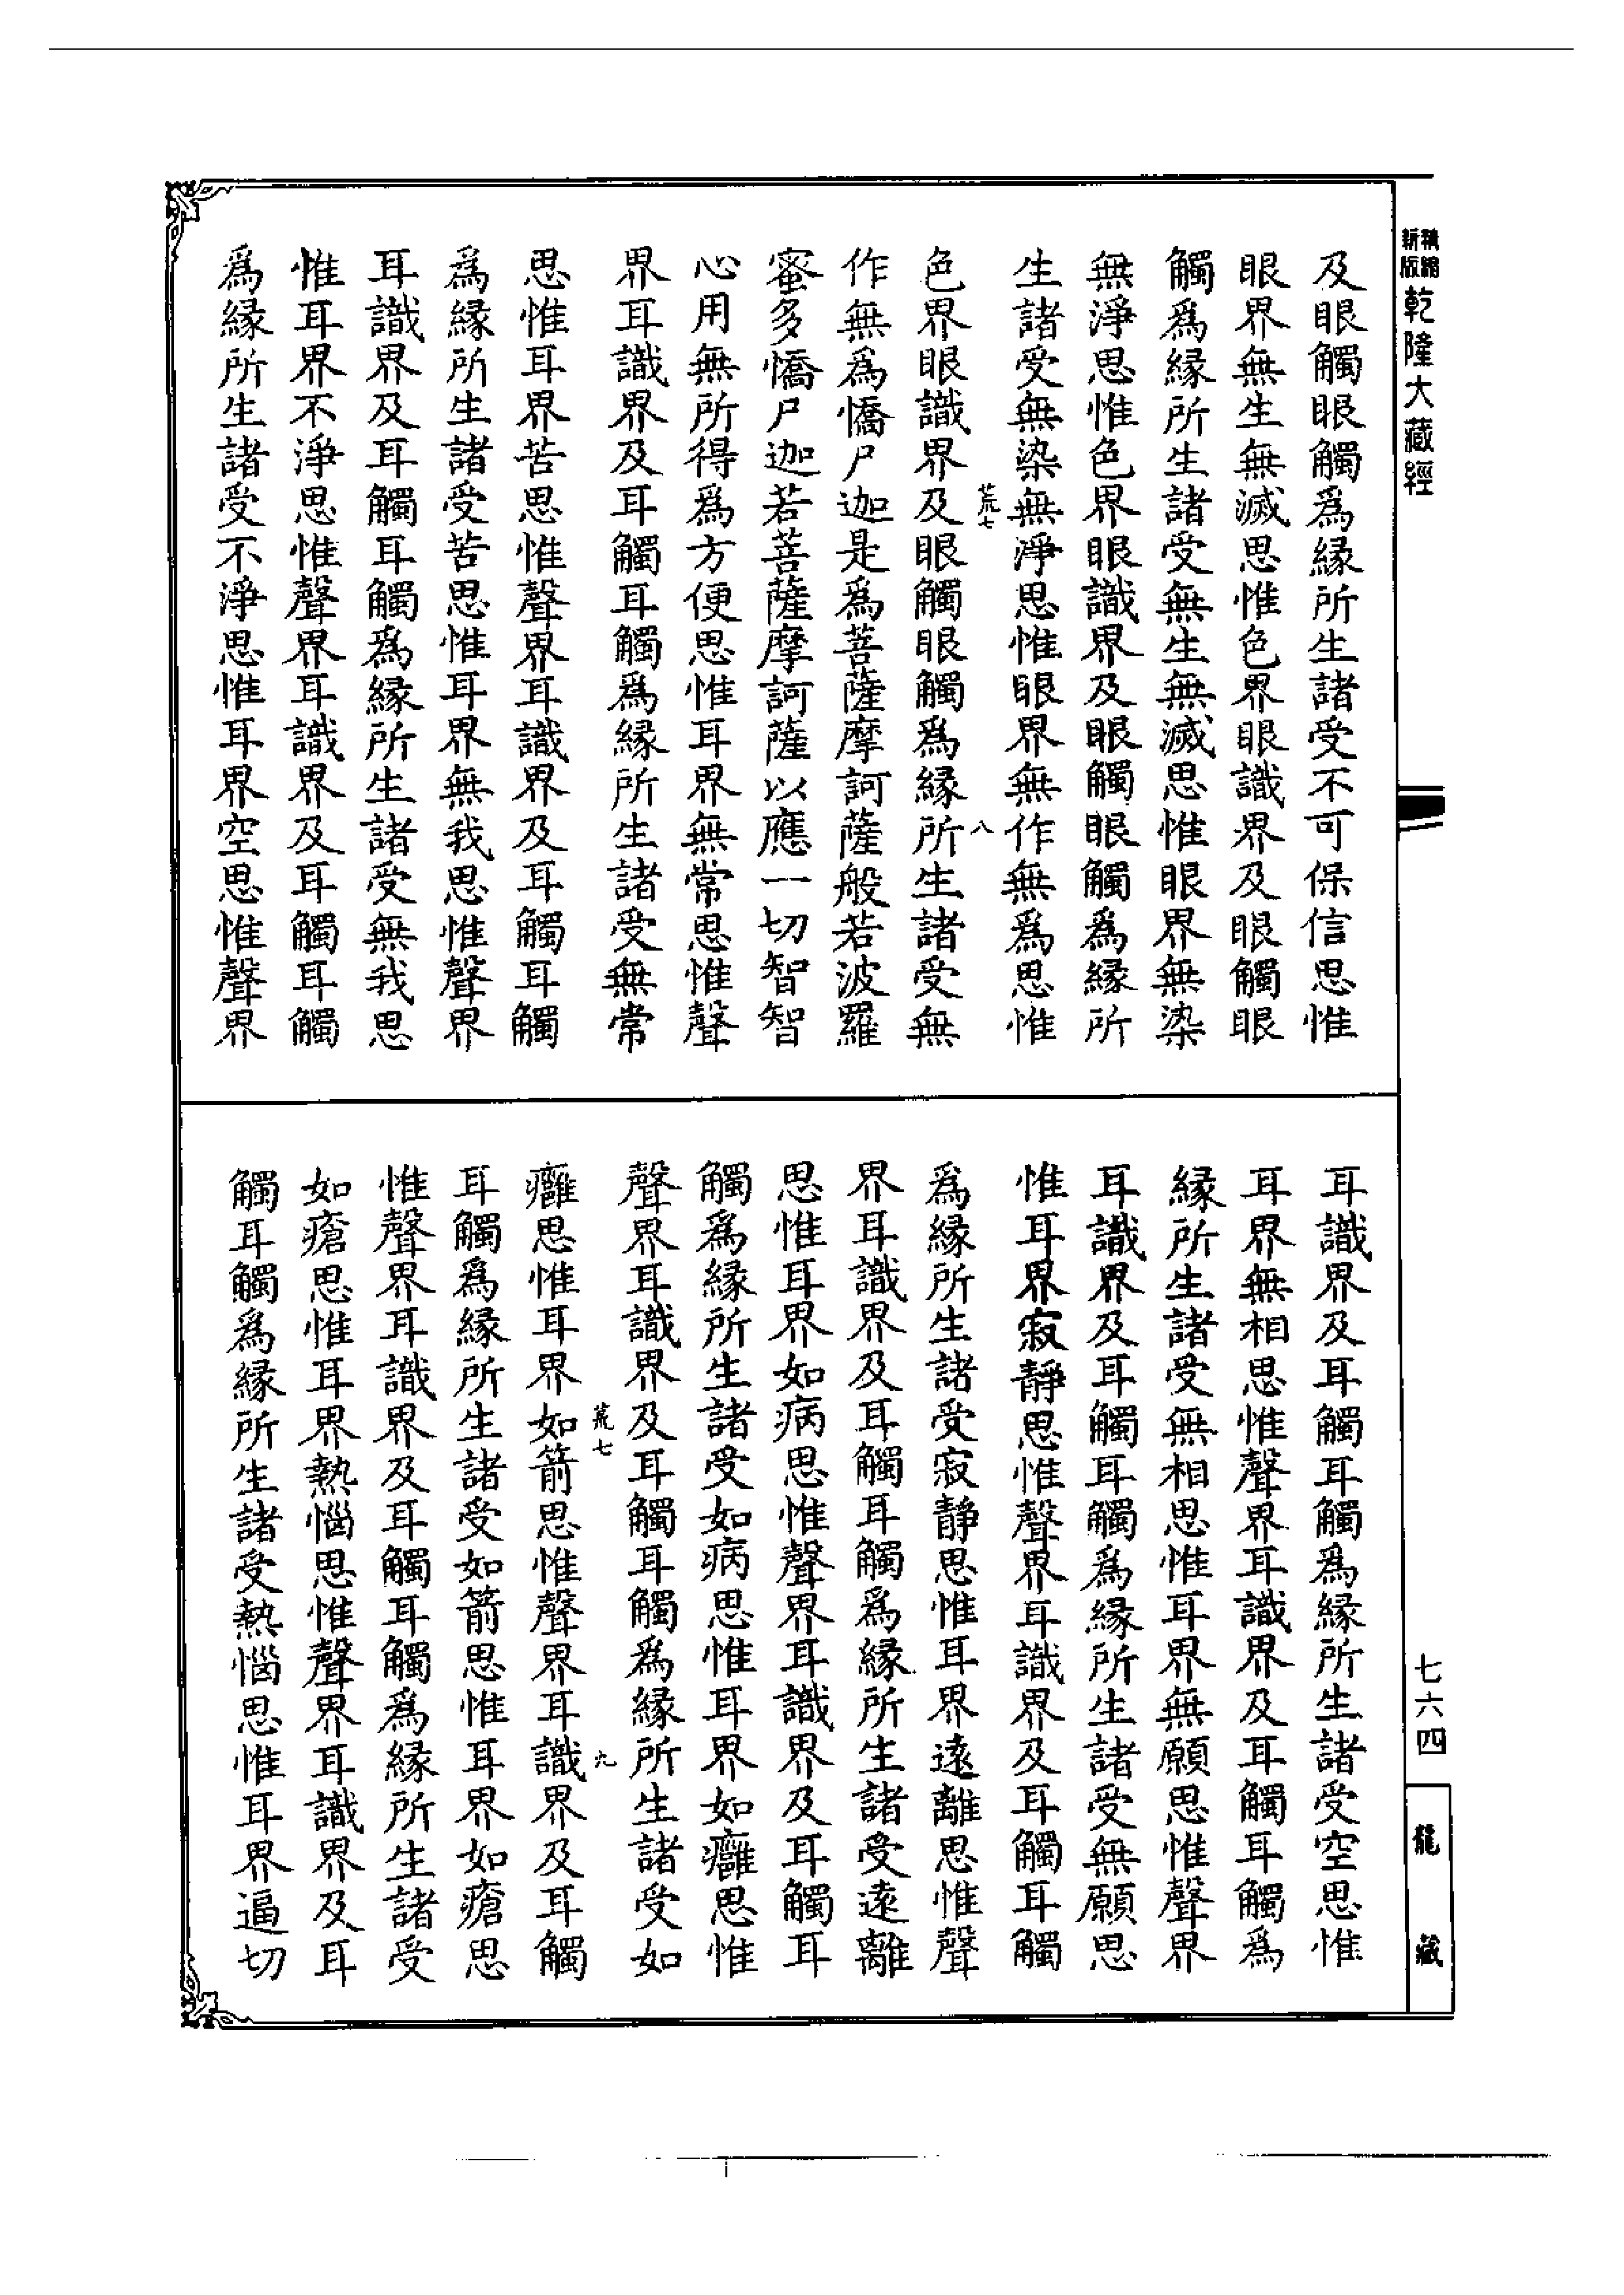 精縮新版乾隆大藏經
及眼觸眼觸爲縁所生諸受不可保信思惟
眼界無生無滅思惟色界眼識界及眼觸眼
觸爲縁所生諸受無生無滅思惟眼界無染
無淨思惟色界眼識界及眼觸眼觸爲縁所
生諸受無染無淨思惟眼界無作無爲思惟
荒七 八
色界眼識界及眼觸眼觸爲縁所生諸受無
作無爲憍尸迦是爲菩薩摩訶薩般若波羅
蜜多憍尸迦若菩薩摩訶薩以應一切智智
心用無所得爲方便思惟耳界無常思惟聲
界耳識界及耳觸耳觸爲縁所生諸受無常
思惟耳界苦思惟聲界耳識界及耳觸耳觸
爲縁所生諸受苦思惟耳界無我思惟聲界
耳識界及耳觸耳觸爲縁所生諸受無我思
惟耳界不淨思惟聲界耳識界及耳觸耳觸
爲縁所生諸受不淨思惟耳界空思惟聲界
耳識界及耳觸耳觸爲縁所生諸受空思惟
耳界無相思惟聲界耳識界及耳觸耳觸爲
縁所生諸受無相思惟耳界無願思惟聲界
耳識界及耳觸耳觸爲縁所生諸受無願思
惟耳界寂靜思惟聲界耳識界及耳觸耳觸
爲縁所生諸受寂靜思惟耳界遠離思惟聲
界耳識界及耳觸耳觸爲縁所生諸受遠離
思惟耳界如病思惟聲界耳識界及耳觸耳
觸爲縁所生諸受如病思惟耳界如癰思惟
聲界耳識界及耳觸耳觸爲縁所生諸受如
荒七 九
癰思惟耳界如箭思惟聲界耳識界及耳觸
耳觸爲縁所生諸受如箭思惟耳界如瘡思
惟聲界耳識界及耳觸耳觸爲縁所生諸受
如瘡思惟耳界熱惱思惟聲界耳識界及耳
觸耳觸爲縁所生諸受熱惱思惟耳界逼切
七六四
龍藏